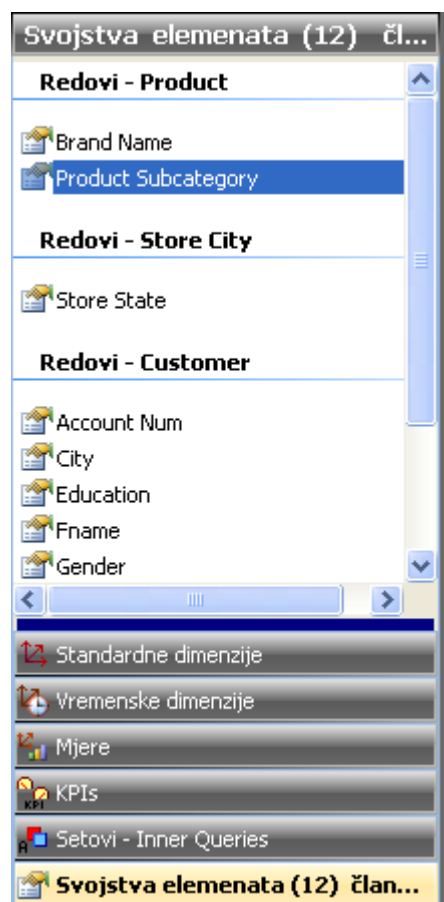 Svojstva elemenata (12) čl...
Redovi - Product
Brand Name
Product Subcategory
Redovi - Store City
Store State
Redovi - Customer
Account Num
City
Education
Fname
Gender
Standardne dimenzije
Vremenske dimenzije
Mjere
KPI KPIs
A Setovi - Inner Queries
Svojstva elemenata (12) član...